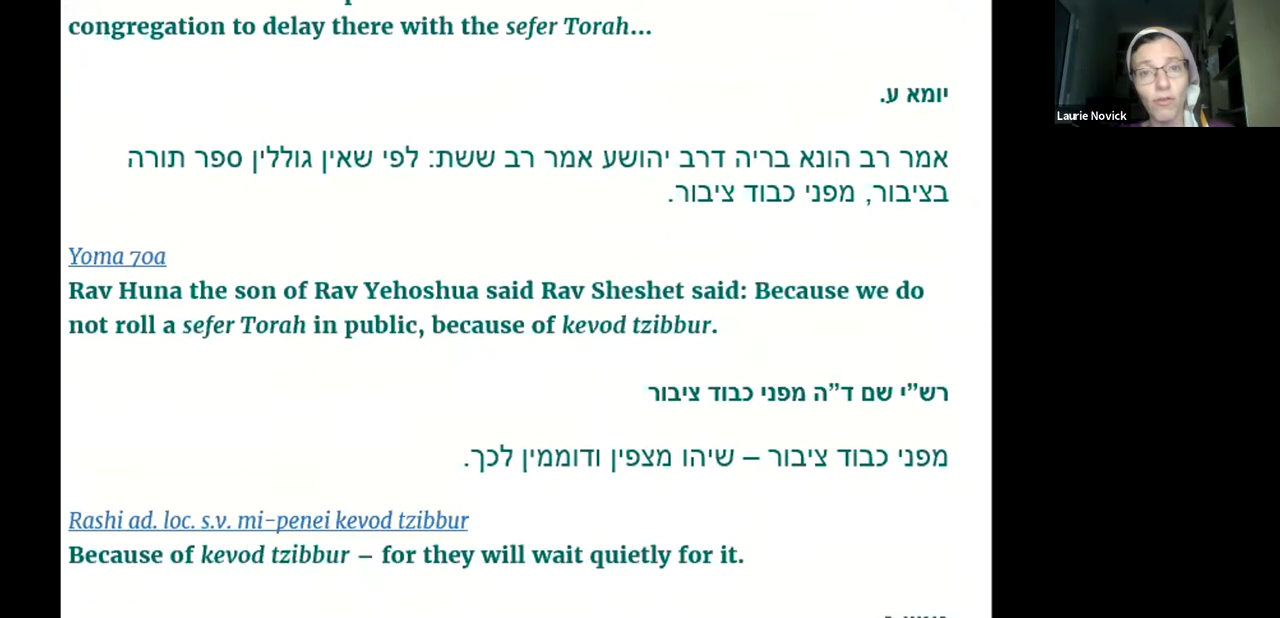 congregation to delay there with the sefer Torah…
יומא ע.
אמר רב הונא בריה דרב יהושע אמר רב ששת: לפי שאין גוללין ספר תורה
בציבור, מפני כבוד ציבור.
Yoma 70a
Rav Huna the son of Rav Yehoshua said Rav Sheshet said: Because we do
not roll a sefer Torah in public, because of kevod tzibbur.
רש”י שם ד”ה מפני כבוד ציבור
מפני כבוד ציבור – שיהו מצפין ודוממין לכך.
Rashi ad. loc. s.v. mi-penei kevod tzibbur
Because of kevod tzibbur – for they will wait quietly for it.
Laurie Novick